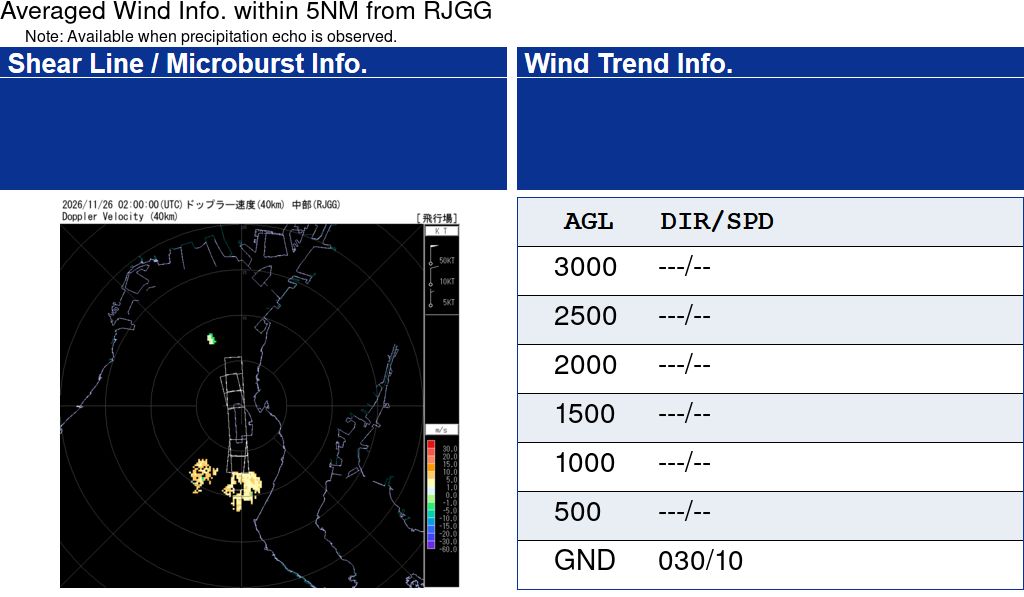 Averaged Wind Info. within 5NM from RJGG
Note: Available when precipitation echo is observed.
Shear Line / Microburst Info.
Wind Trend Info.
2026/11/26 02:00:00(UTC) ドップラー速度(40km) 中部(RJGG)
Doppler Velocity (40km)
[飛行場]
KT
50KT
10KT
5KT
m/s
30.0
20.0
15.0
10.0
5.0
1.0
0.0
-1.0
-5.0
-10.0
-15.0
-20.0
-30.0
-60.0
AGL DIR/SPD
3000 ---/--
2500 ---/--
2000 ---/--
1500 ---/--
1000 ---/--
500 ---/--
GND 030/10